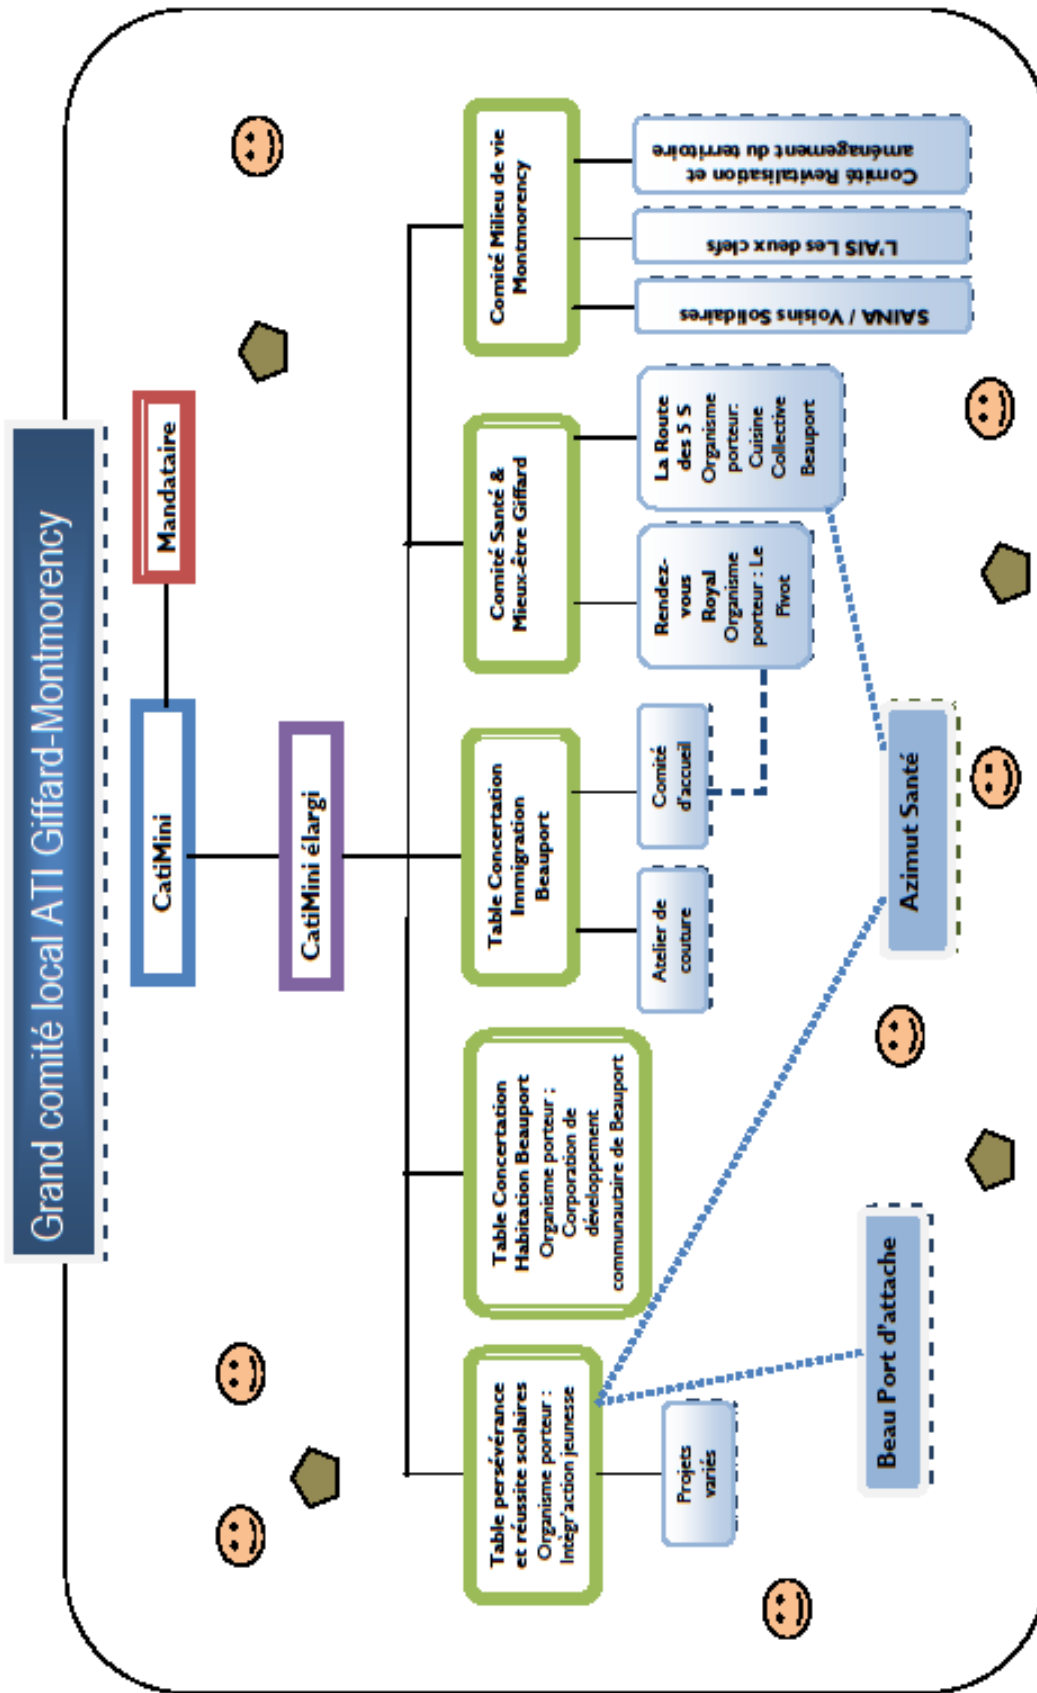 Grand comité local ATI Giffard-Montmorency
CatiMini
Mandataire
CatiMini élargi
Table persévérance
et réussite scolaires
Organisme porteur :
Intégr'action jeunesse
Table Concertation
Habitation Beauport
Organisme porteur :
Corporation de
développement
communautaire de Beauport
Table Concertation
Immigration
Beauport
Comité Santé &
Mieux-être Giffard
Comité Milieu de vie
Montmorency
Projets
variés
Atelier de
couture
Comité
d'accueil
Rendez-
vous
Royal
Organisme
porteur : Le
Pivot
La Route
des 5 S
Organisme
porteur:
Cuisine
Collective
Beauport
SAINA / Voisins Solidaires
L'AIS Les deux clefs
Comité Revitalisation et
aménagement du territoire
Beau Port d'attache
Azimut Santé